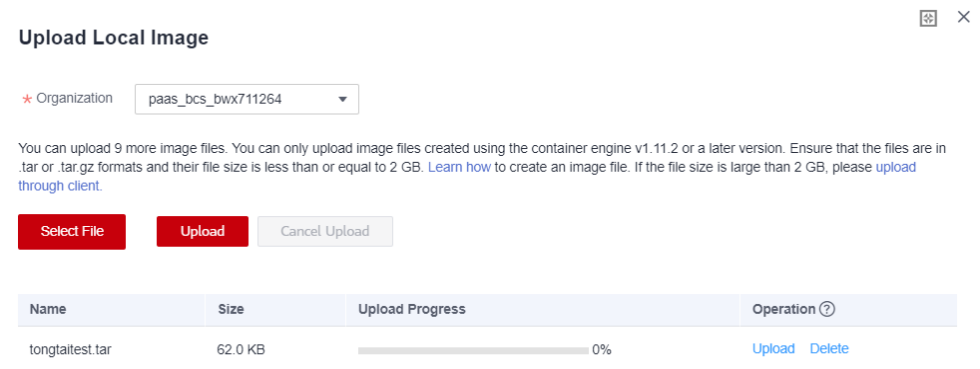 Upload Local Image
* Organization paas_bcs_bwx711264
You can upload 9 more image files. You can only upload image files created using the container engine v1.11.2 or a later version. Ensure that the files are in
.tar or .tar.gz formats and their file size is less than or equal to 2 GB. Learn how to create an image file. If the file size is large than 2 GB, please upload
through client.
Select File Upload Cancel Upload
Name Size Upload Progress Operation ?
tongtaitest.tar 62.0 KB 0% Upload Delete